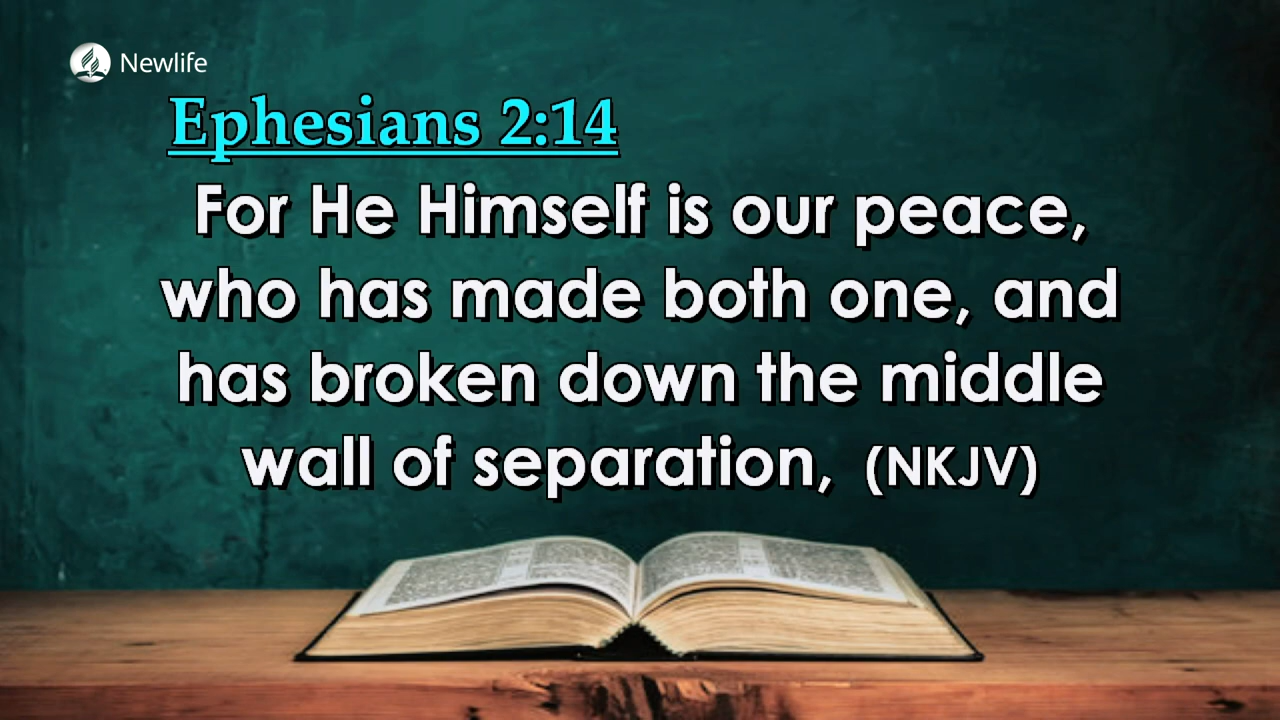 Newlife
Ephesians 2:14
For He Himself is our peace,
who has made both one, and
has broken down the middle
wall of separation, (NKJV)